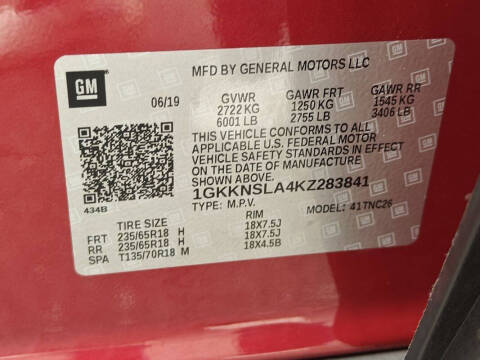 GM
MFD BY GENERAL MOTORS LLC
06/19 GVWR GAWR FRT GAWR RR
2722 KG 1250 KG 1545 KG
6001 LB 2755 LB 3406 LB
THIS VEHICLE CONFORMS TO ALL
APPLICABLE U.S. FEDERAL MOTOR
VEHICLE SAFETY STANDARDS IN EFFECT
ON THE DATE OF MANUFACTURE
SHOWN ABOVE.
1GKKNSLA4KZ283841
434B TYPE: M.P.V. MODEL: 41TNC26
TIRE SIZE RIM
FRT 235/65R18 H 18X7.5J
RR 235/65R18 H 18X7.5J
SPA T135/70R18 M 18X4.5B